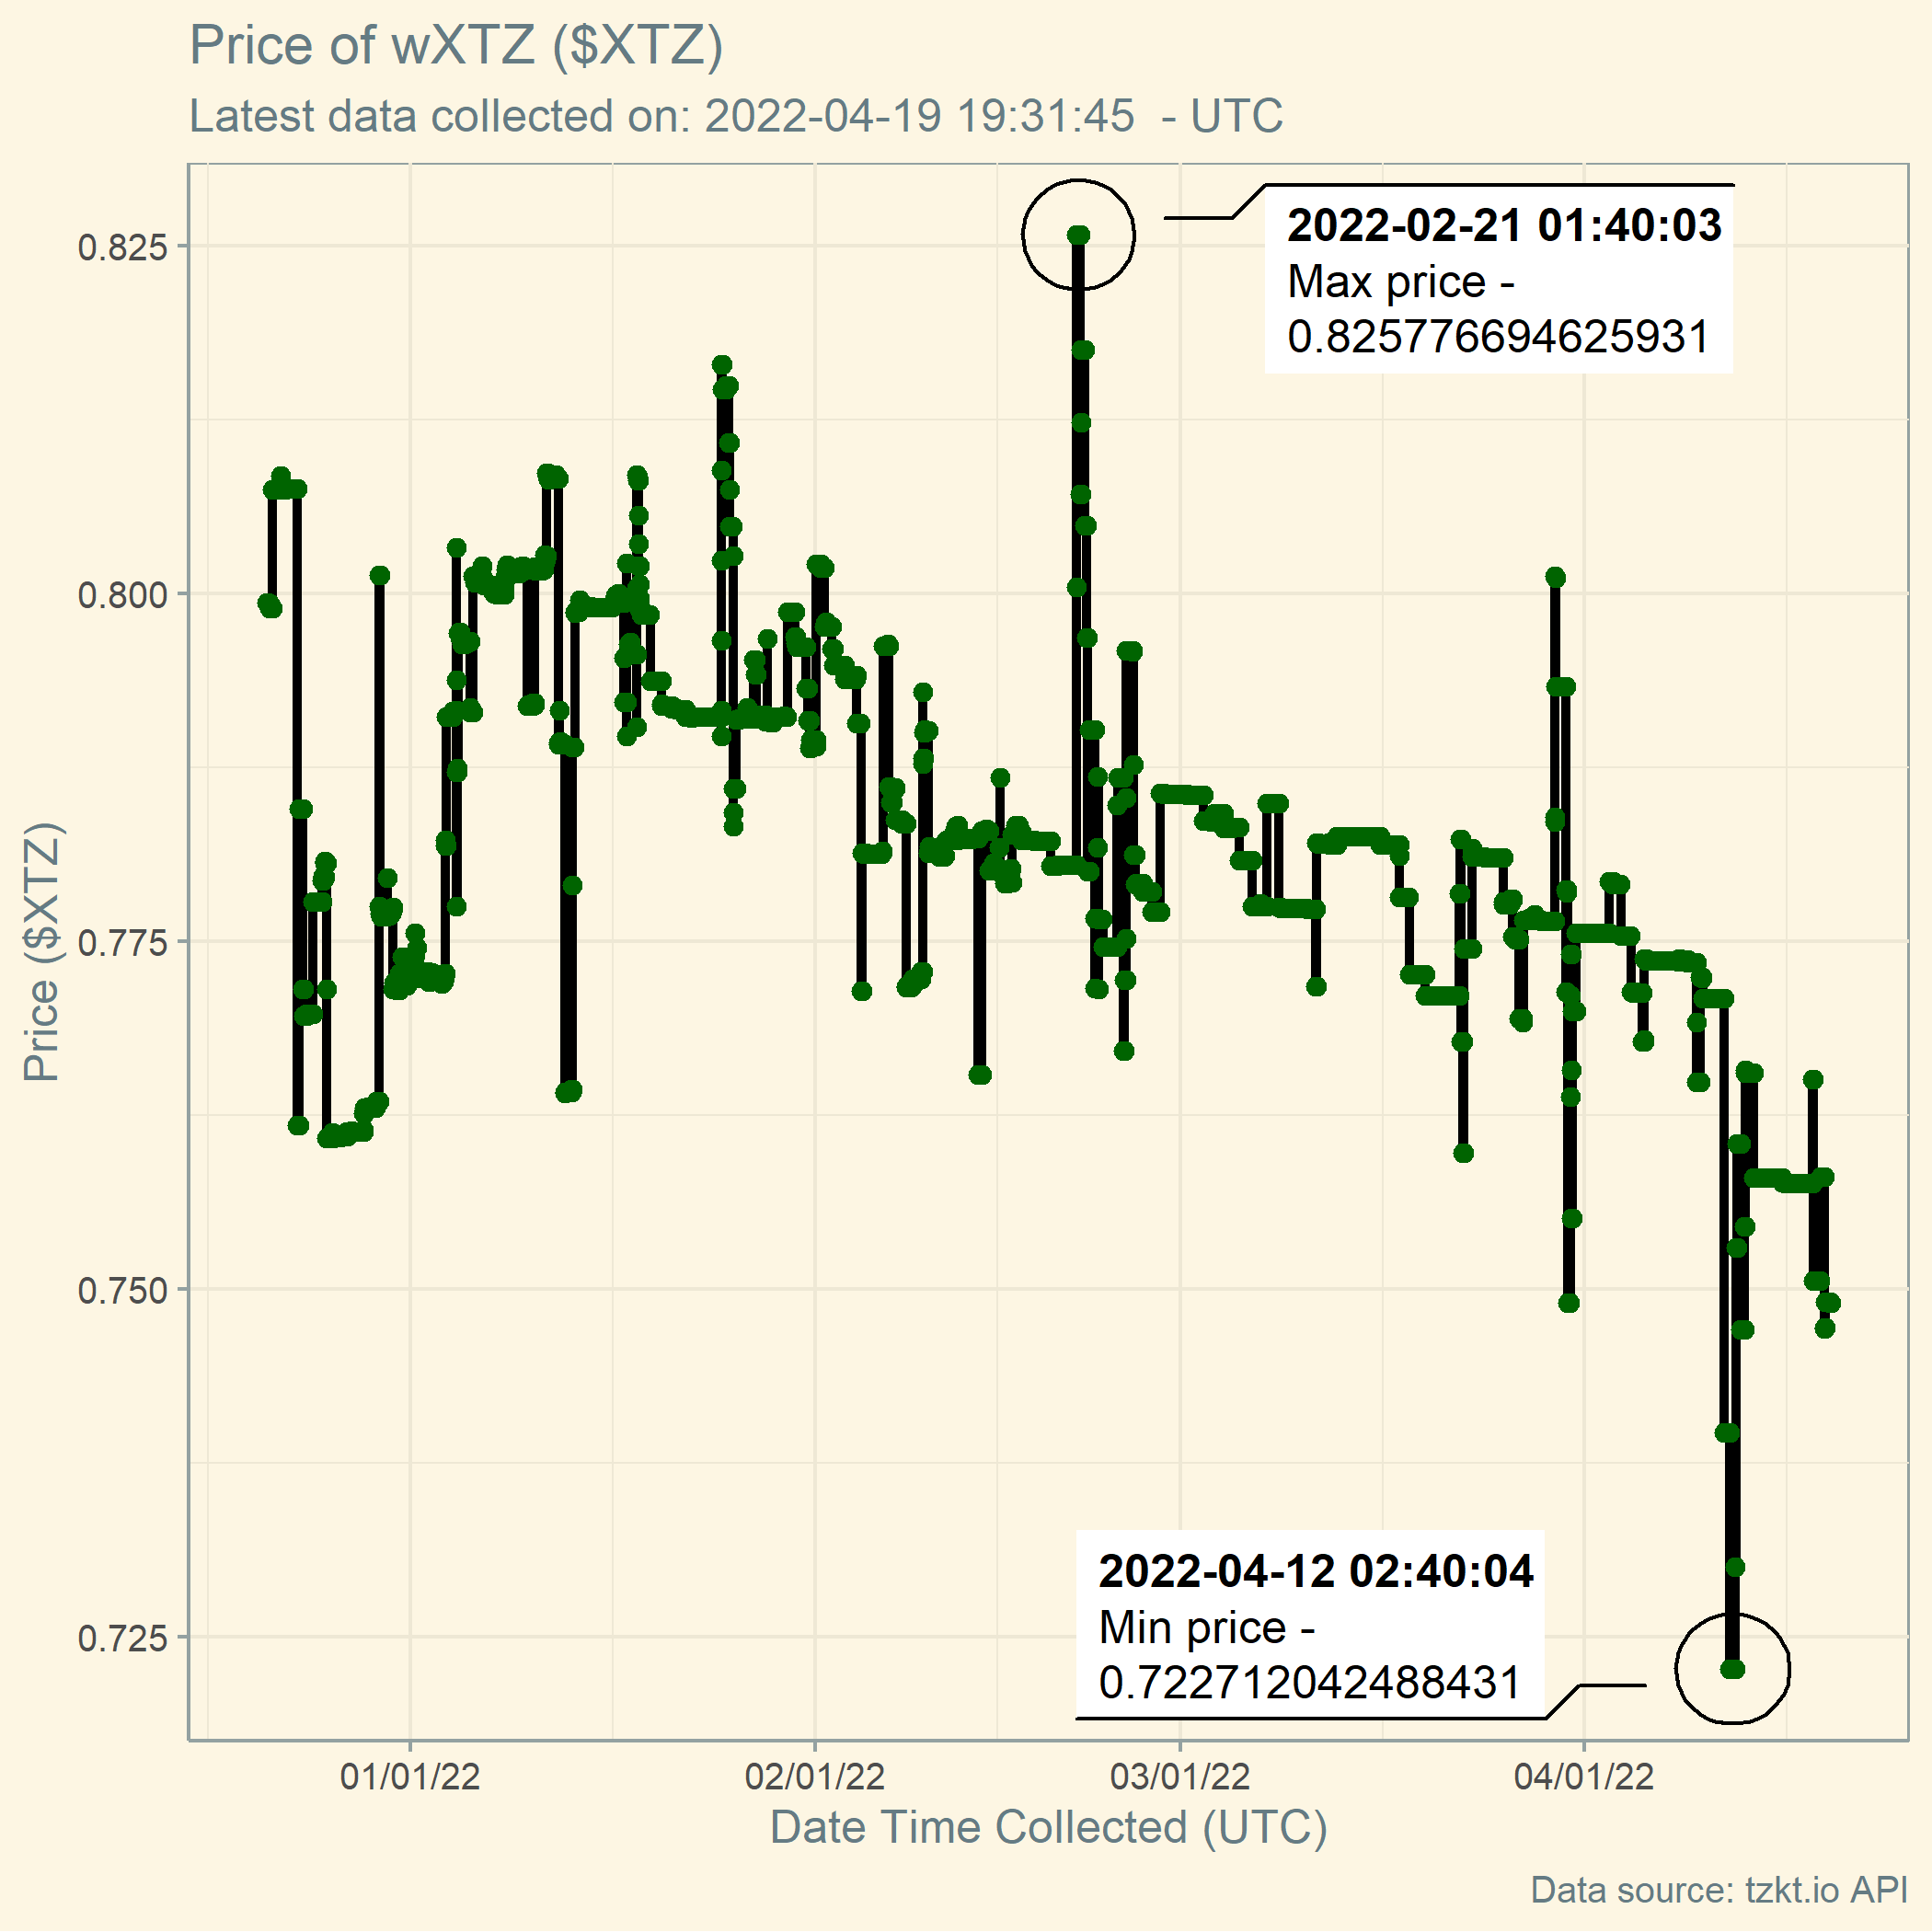 Price of wXTZ ($XTZ)
Latest data collected on: 2022-04-19 19:31:45  - UTC
2022-02-21 01:40:03
Max price -
0.825776694625931
0.825
0.800
0.775
0.750
0.725
Price ($XTZ)
2022-04-12 02:40:04
Min price -
0.722712042488431
01/01/22
02/01/22
03/01/22
04/01/22
Date Time Collected (UTC)
Data source: tzkt.io API